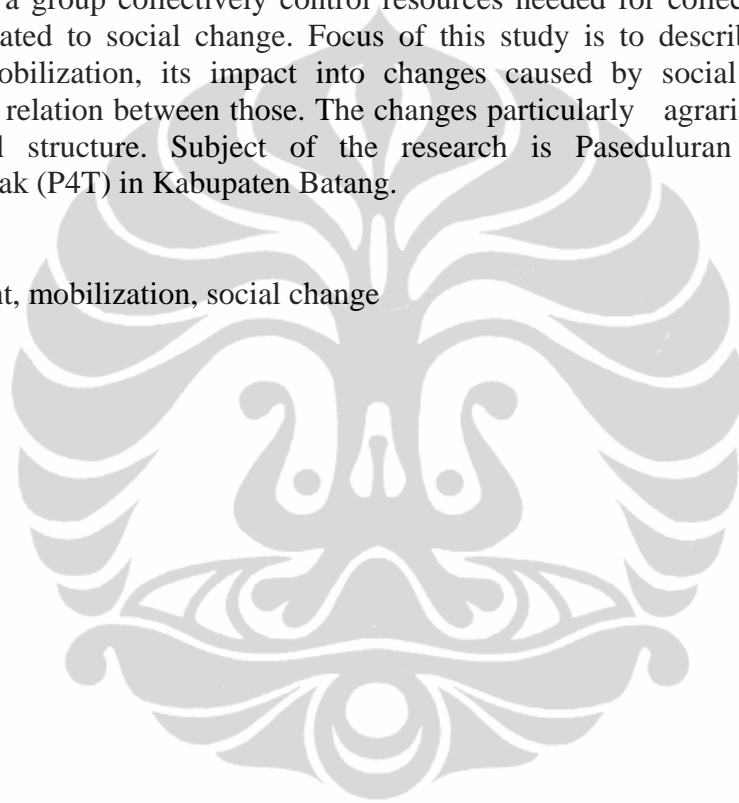 a group collectively control resources needed for collec
ated to social change. Focus of this study is to describ
obilization, its impact into changes caused by social
relation between those. The changes particularly agrari
l structure. Subject of the research is Paseduluran
ak (P4T) in Kabupaten Batang.
t, mobilization, social change